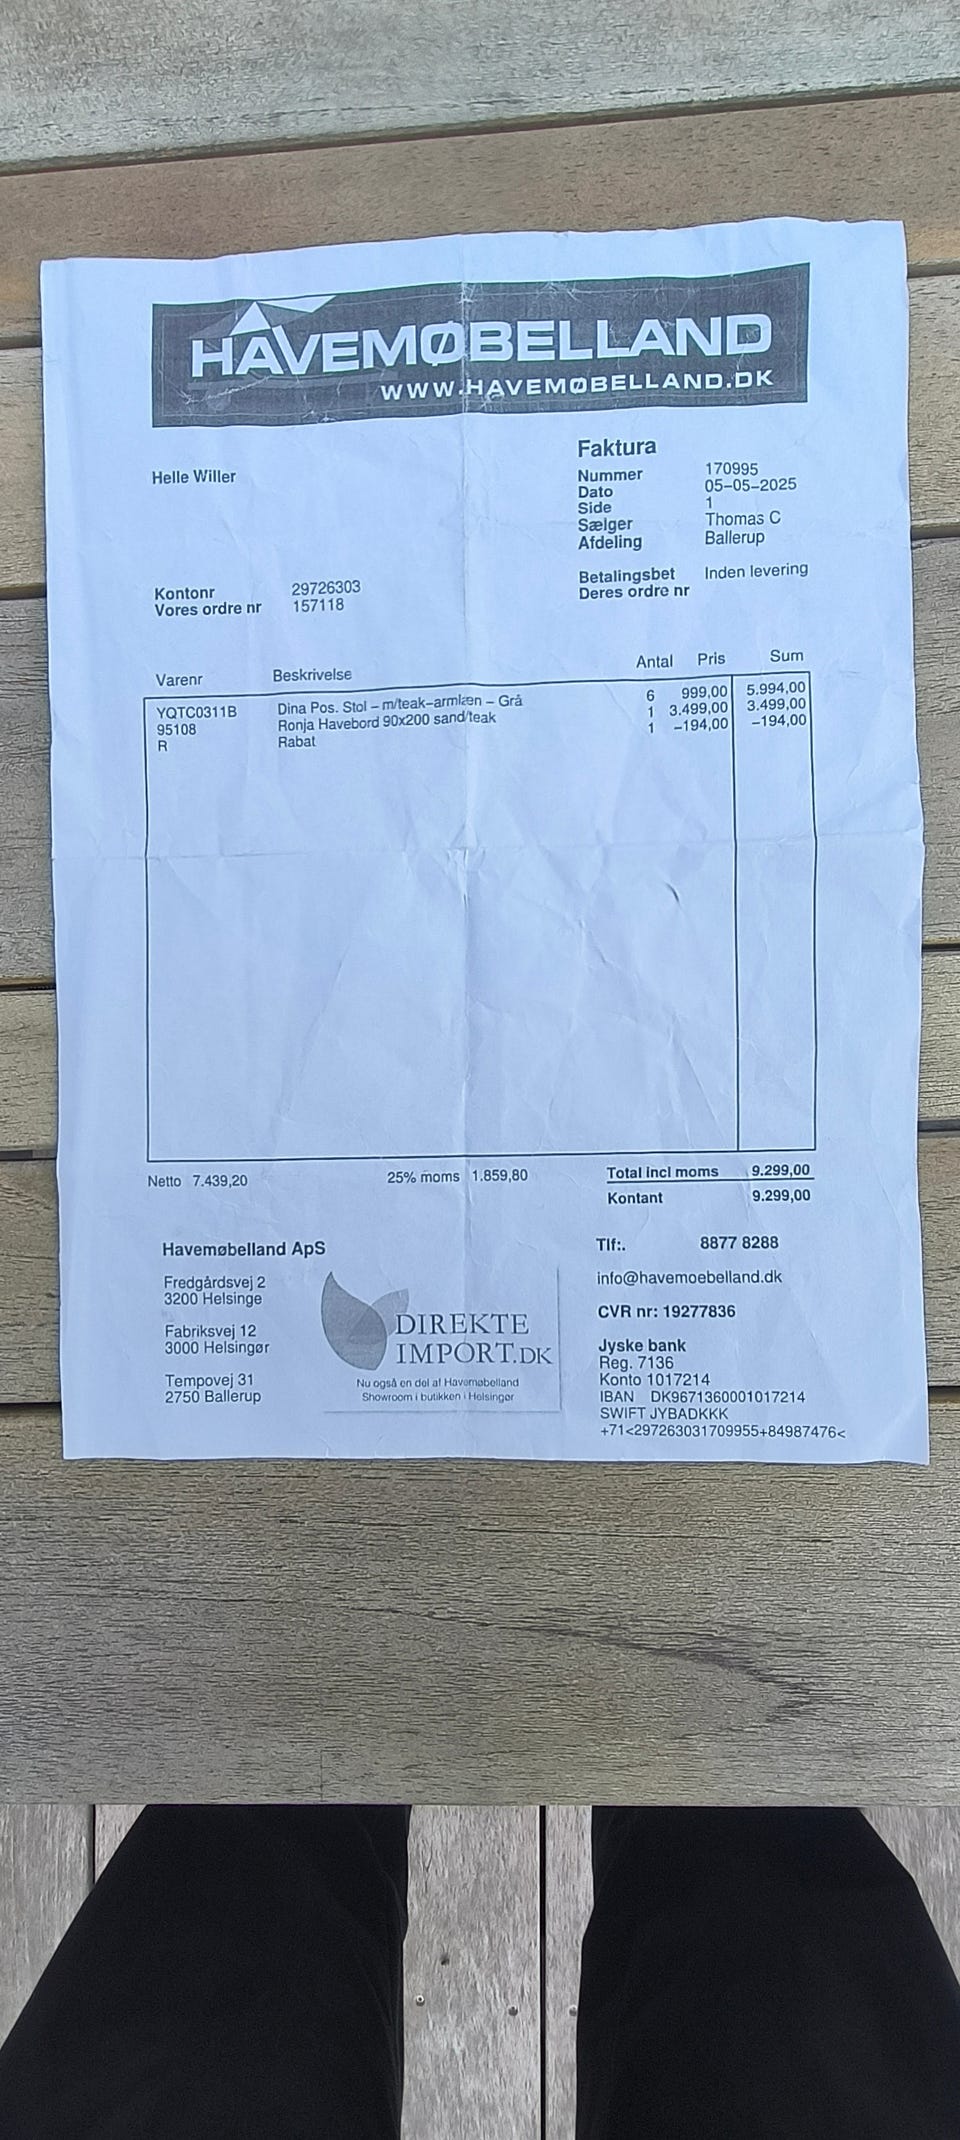 HAVEMØBELLAND
WWW.HAVEMØBELLAND.DK
Helle Willer
Faktura
Nummer 170995
Dato 05-05-2025
Side 1
Sælger Thomas C
Afdeling Ballerup
Betalingsbet Inden levering
Deres ordre nr
Kontonr 29726303
Vores ordre nr 157118
Varenr Beskrivelse Antal Pris Sum
YQTC0311B Dina Pos. Stol - m/teak-armlæn - Grå 6 999,00 5.994,00
95108 Ronja Havebord 90x200 sand/teak 1 3.499,00 3.499,00
R Rabat 1 -194,00 -194,00
Netto 7.439,20 25% moms 1.859,80 Total incl moms 9.299,00
Kontant 9.299,00
Havemøbelland ApS
Fredgårdsvej 2
3200 Helsinge
Fabriksvej 12
3000 Helsingør
Tempovej 31
2750 Ballerup
DIREKTE
IMPORT.DK
Nu også en del af Havemøbelland
Showroom i butikken i Helsingør
Tlf:. 8877 8288
info@havemoebelland.dk
CVR nr: 19277836
Jyske bank
Reg. 7136
Konto 1017214
IBAN DK9671360001017214
SWIFT JYBADKKK
+71<297263031709955+84987476<